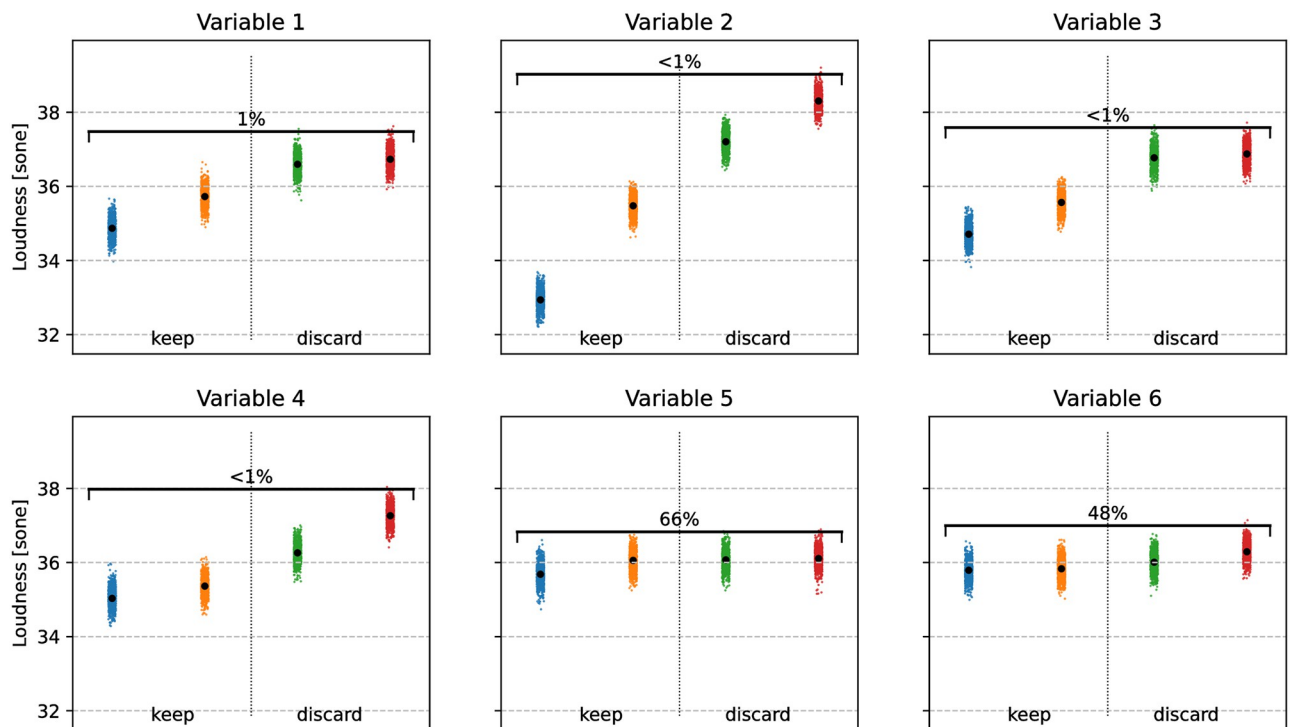 Variable 1
Variable 2
Variable 3
<1%
<1%
1%
38
36
34
32
Loudness [sone]
keep
discard
keep
discard
keep
discard
Variable 4
Variable 5
Variable 6
<1%
66%
48%
38
36
34
32
Loudness [sone]
keep
discard
keep
discard
keep
discard